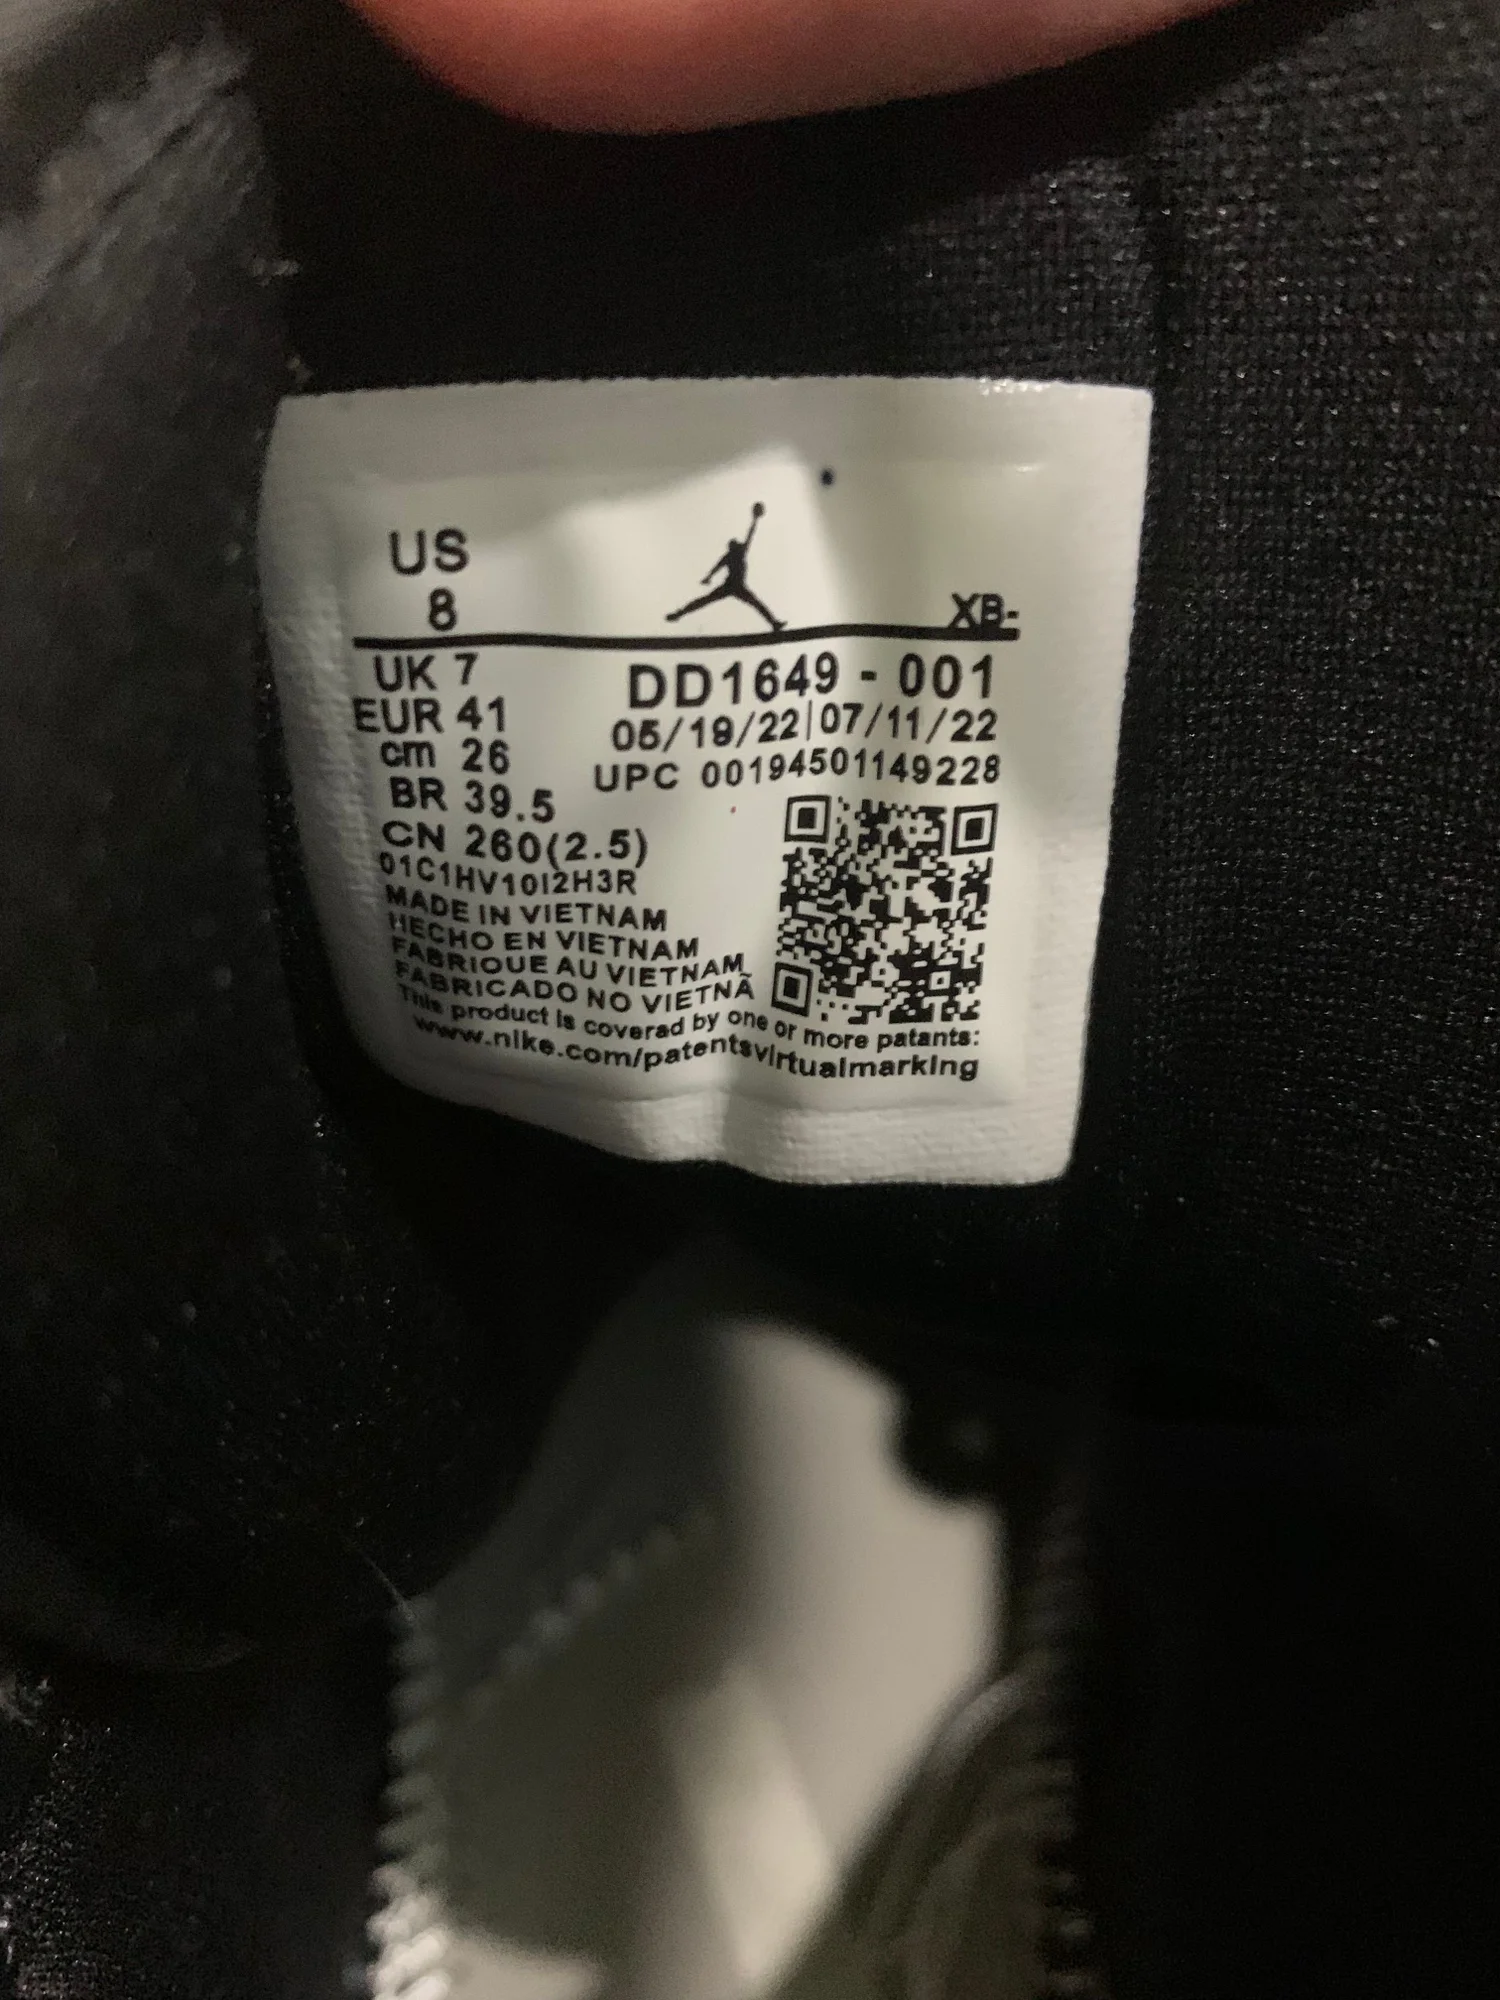 US
8
XB-
UK 7
DD1649 - 001
EUR 41
05/19/22|07/11/22
cm 26
UPC 00194501149228
BR 39.5
CN 260(2.5)
01C1HV10I2H3R
MADE IN VIETNAM
HECHO EN VIETNAM
FABRIQUE AU VIETNAM
FABRICADO NO VIETNÃ
This product is covered by one or more patents:
www.nike.com/patentsvirtualmarking